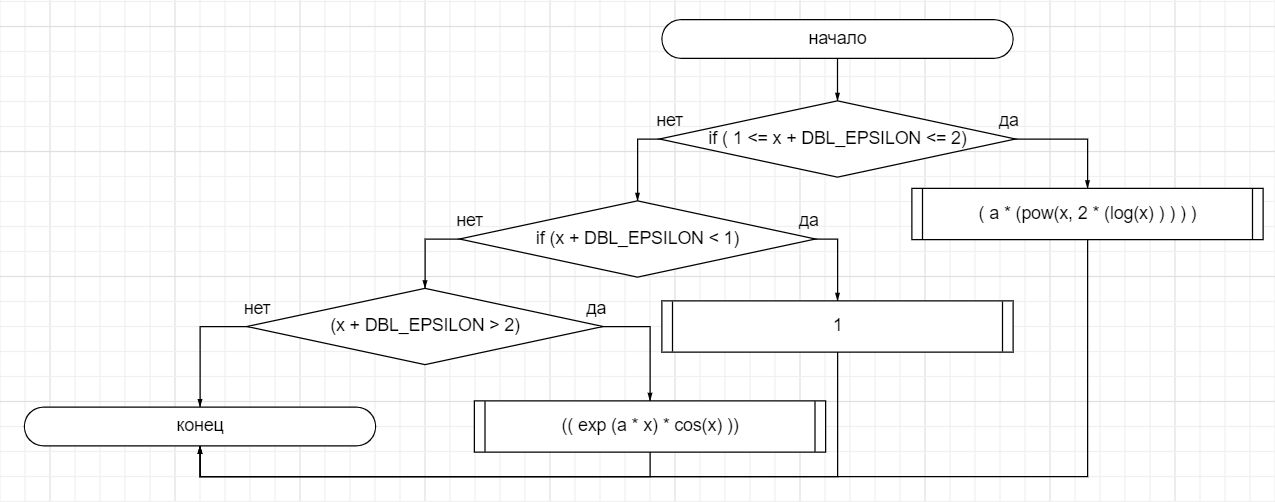 начало
нет
да
if ( 1 <= x + DBL_EPSILON <= 2)
( a * (pow(x, 2 * (log(x) ) ) ) )
нет
да
if (x + DBL_EPSILON < 1)
нет
да
(x + DBL_EPSILON > 2)
1
конец
(( exp (a * x) * cos(x) ))